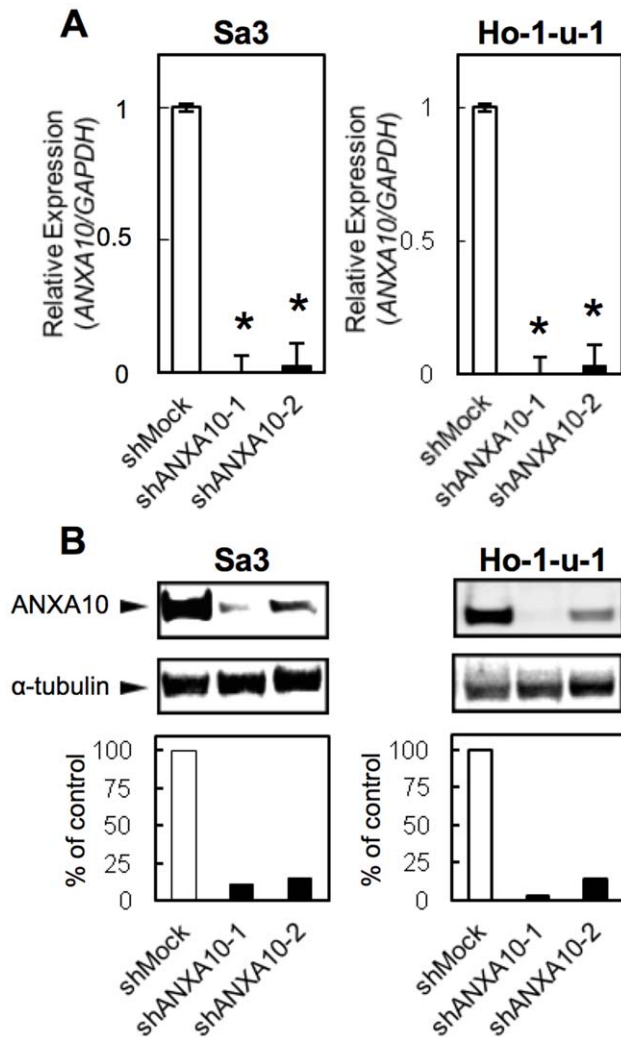 A
Sa3
Ho-1-u-1
Relative Expression
(ANXA10/GAPDH)
1
0.5
0
* *
shMock
shANXA10-1
shANXA10-2
Relative Expression
(ANXA10/GAPDH)
1
0.5
0
* *
shMock
shANXA10-1
shANXA10-2
B
Sa3
Ho-1-u-1
ANXA10
α-tubulin
% of control
100
75
50
25
0
shMock
shANXA10-1
shANXA10-2
% of control
100
75
50
25
0
shMock
shANXA10-1
shANXA10-2